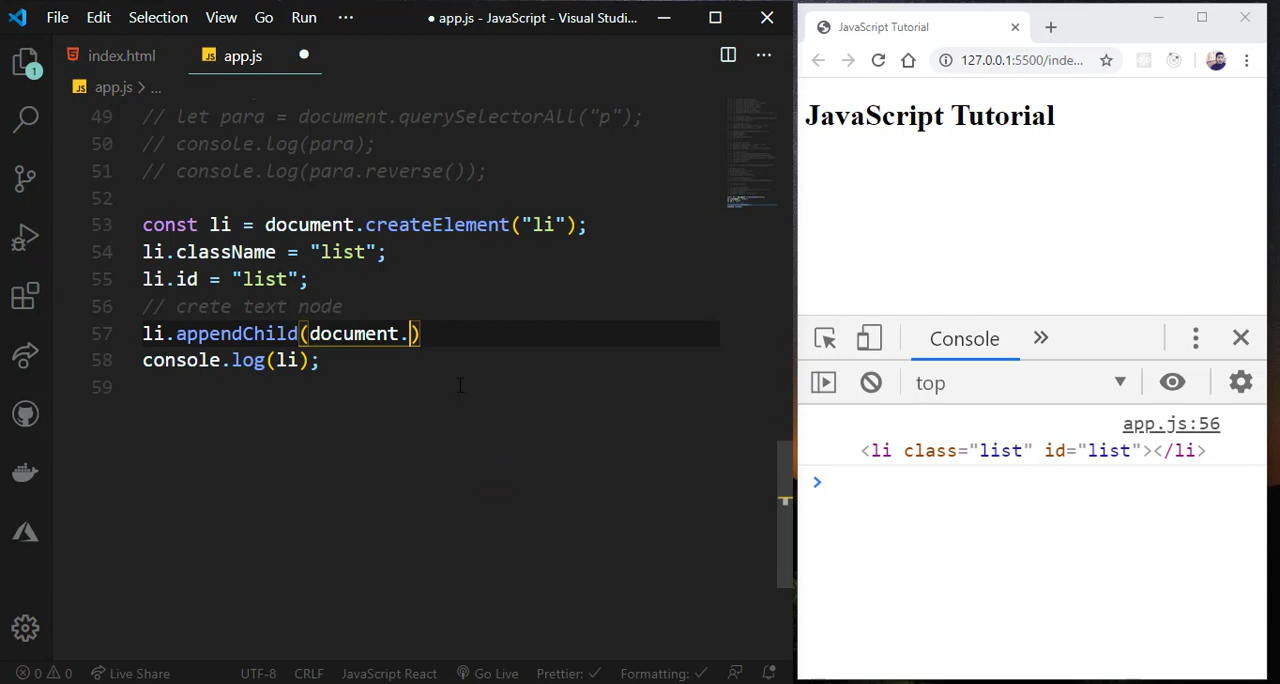 File Edit Selection View Go Run ···
● app.js - JavaScript - Visual Studi...
index.html
JS app.js ●
JS app.js > ...
1
49 // let para = document.querySelectorAll("p");
50 // console.log(para);
51 // console.log(para.reverse());
52
53 const li = document.createElement("li");
54 li.className = "list";
55 li.id = "list";
56 // crete text node
57 li.appendChild(document.)
58 console.log(li);
59
0 0 Live Share UTF-8 CRLF JavaScript React Go Live Prettier: ✓ Formatting: ✓
JavaScript Tutorial
127.0.0.1:5500/inde...
JavaScript Tutorial
Console »
top
app.js:56
<li class="list" id="list"></li>
>